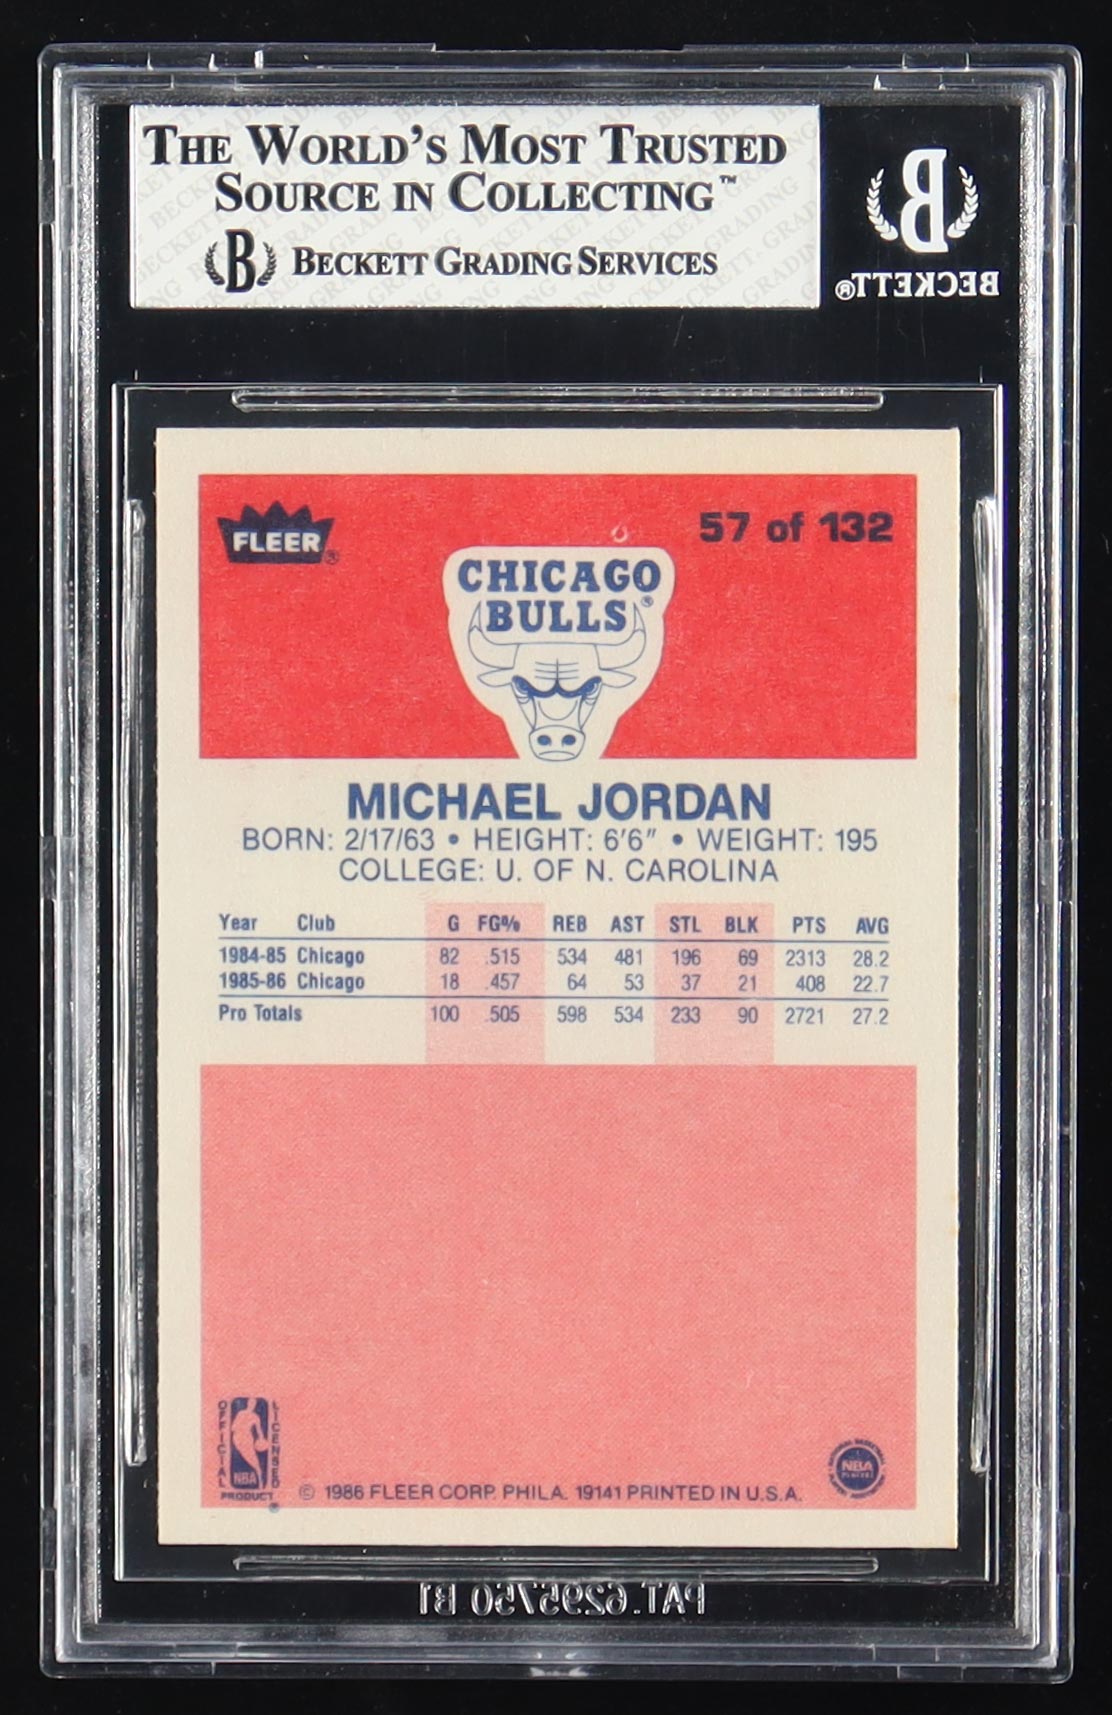 THE WORLD'S MOST TRUSTED
SOURCE IN COLLECTING™
B BECKETT GRADING SERVICES
B
BECKETT®
FLEER®
57 of 132
CHICAGO
BULLS®
MICHAEL JORDAN
BORN: 2/17/63 • HEIGHT: 6'6" • WEIGHT: 195
COLLEGE: U. OF N. CAROLINA
Year Club G FG% REB AST STL BLK PTS AVG
1984-85 Chicago 82 .515 534 481 196 69 2313 28.2
1985-86 Chicago 18 .457 64 53 37 21 408 22.7
Pro Totals 100 .505 598 534 233 90 2721 27.2
OFFICIAL LICENSED
NBA
PRODUCT ®
© 1986 FLEER CORP. PHILA. 19141 PRINTED IN U.S.A.
NBA
PLAYERS
PAT. 6295750 B1